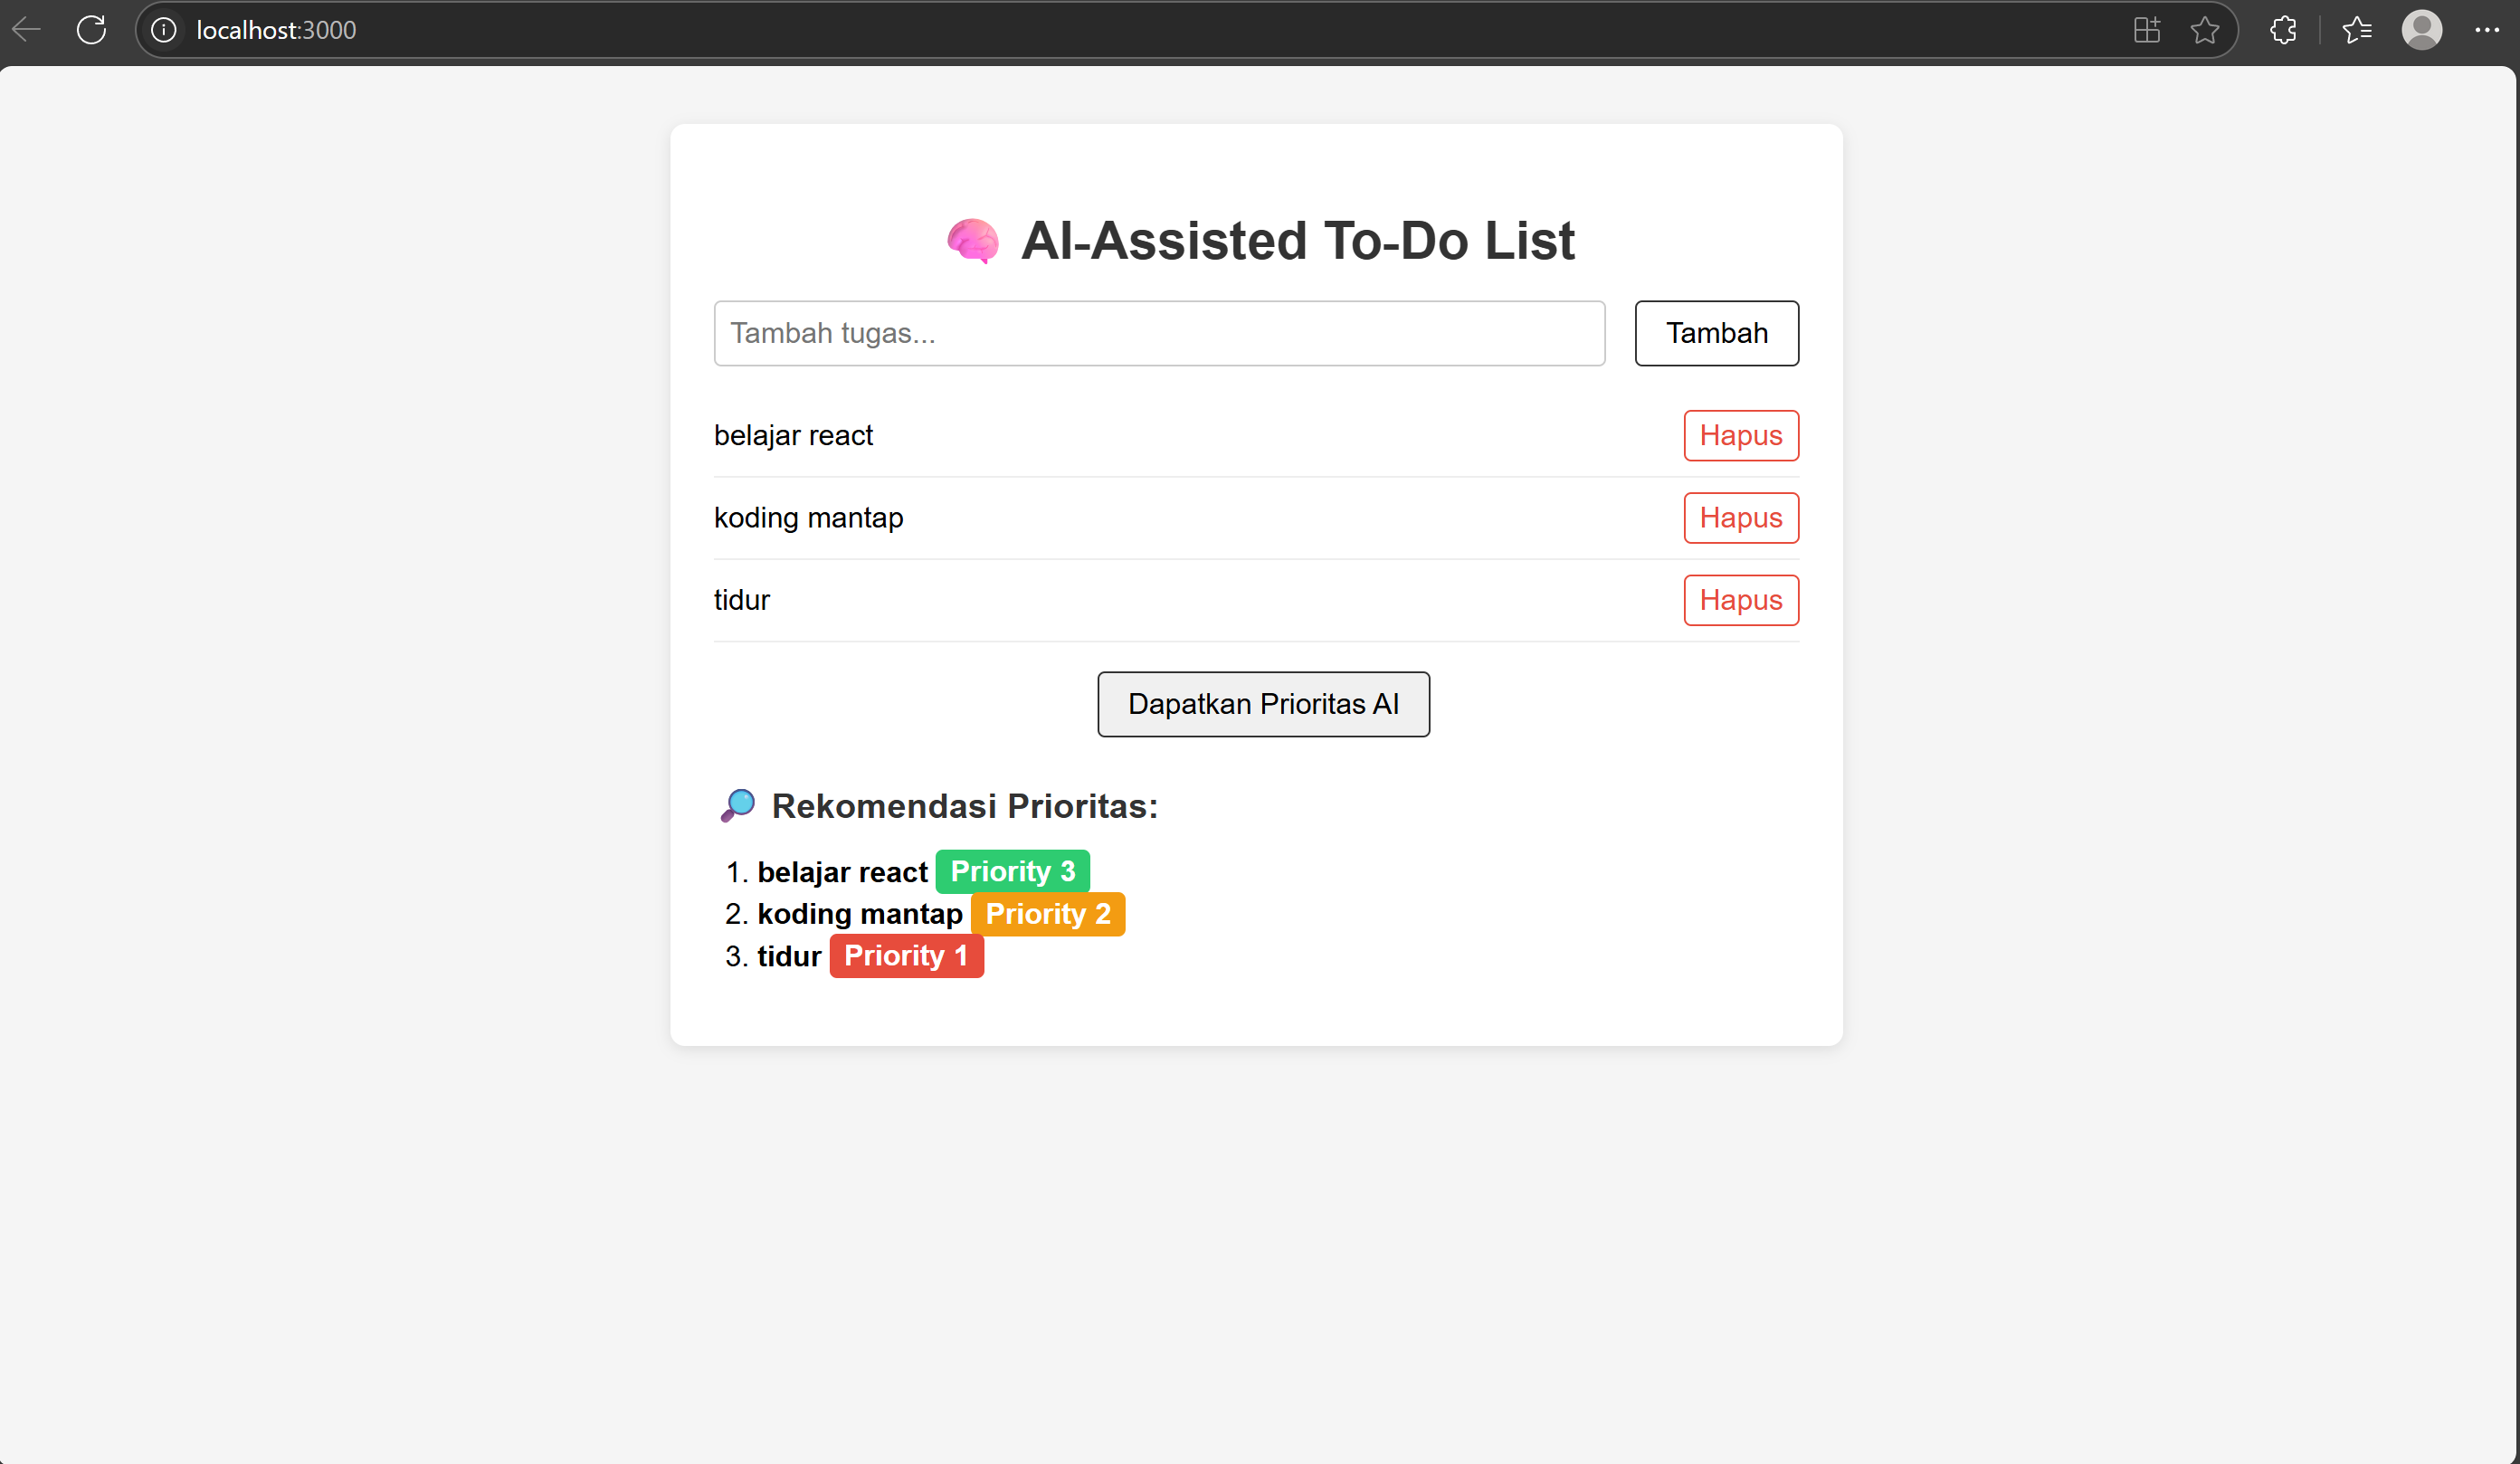 localhost:3000
AI-Assisted To-Do List
Tambah tugas...
Tambah
belajar react
Hapus
koding mantap
Hapus
tidur
Hapus
Dapatkan Prioritas AI
Rekomendasi Prioritas:
1. belajar react Priority 3
2. koding mantap Priority 2
3. tidur Priority 1